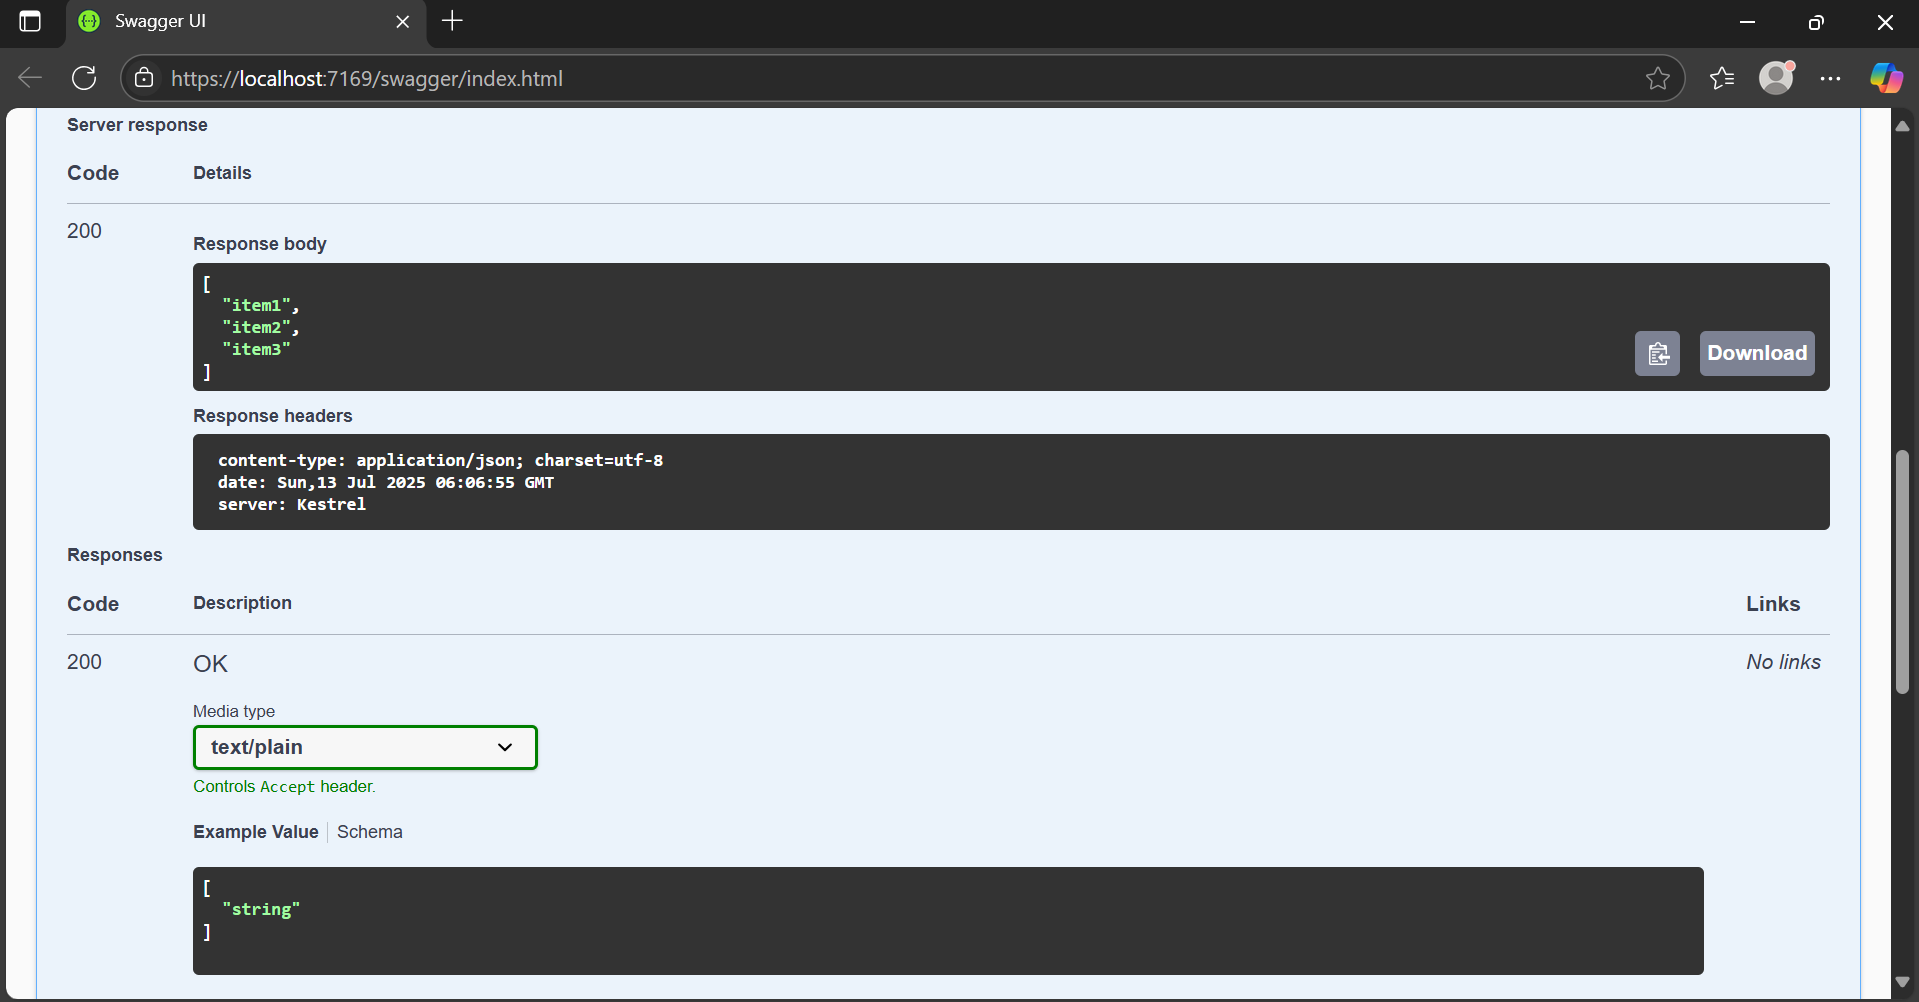 Swagger UI
https://localhost:7169/swagger/index.html
Server response
Code Details
200
Response body
[
  "item1",
  "item2",
  "item3"
]
Download
Response headers
content-type: application/json; charset=utf-8
date: Sun,13 Jul 2025 06:06:55 GMT
server: Kestrel
Responses
Code Description Links
200 OK No links
Media type
text/plain
Controls Accept header.
Example Value Schema
[
  "string"
]